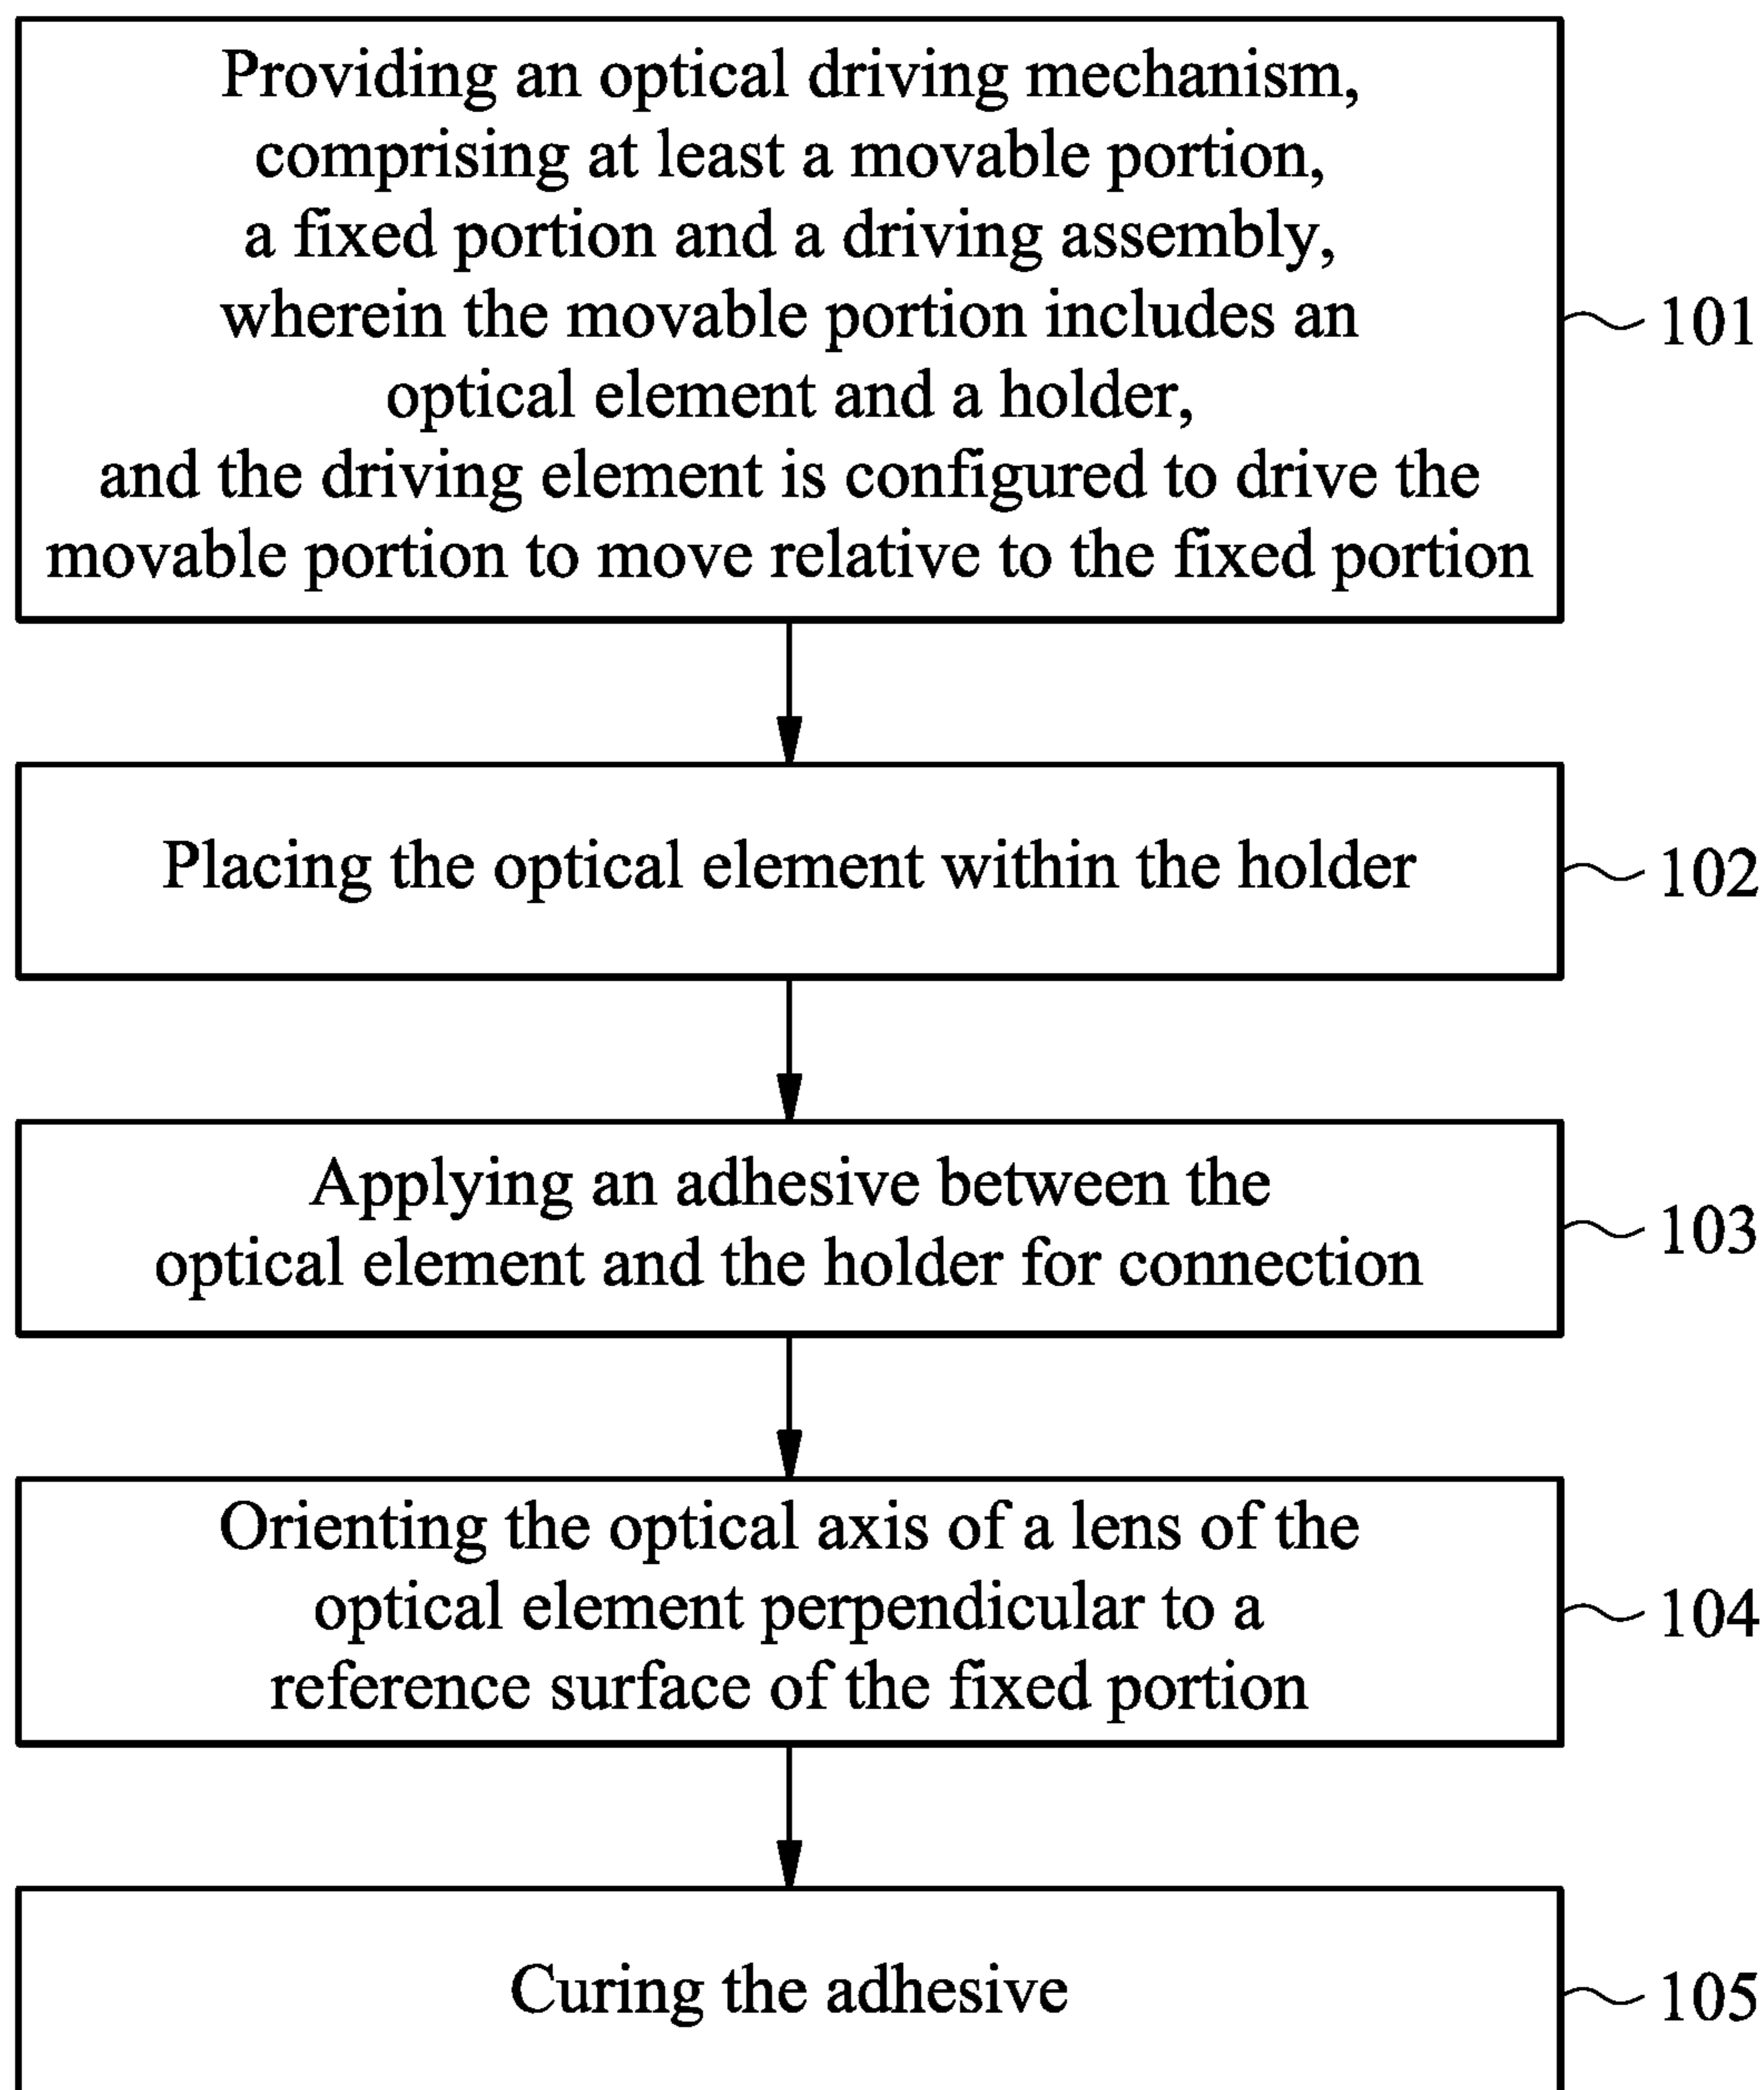 Providing an optical driving mechanism,
comprising at least a movable portion,
a fixed portion and a driving assembly,
wherein the movable portion includes an
optical element and a holder,
and the driving element is configured to drive the
movable portion to move relative to the fixed portion
101
Placing the optical element within the holder
102
Applying an adhesive between the
optical element and the holder for connection
103
Orienting the optical axis of a lens of the
optical element perpendicular to a
reference surface of the fixed portion
104
Curing the adhesive
105